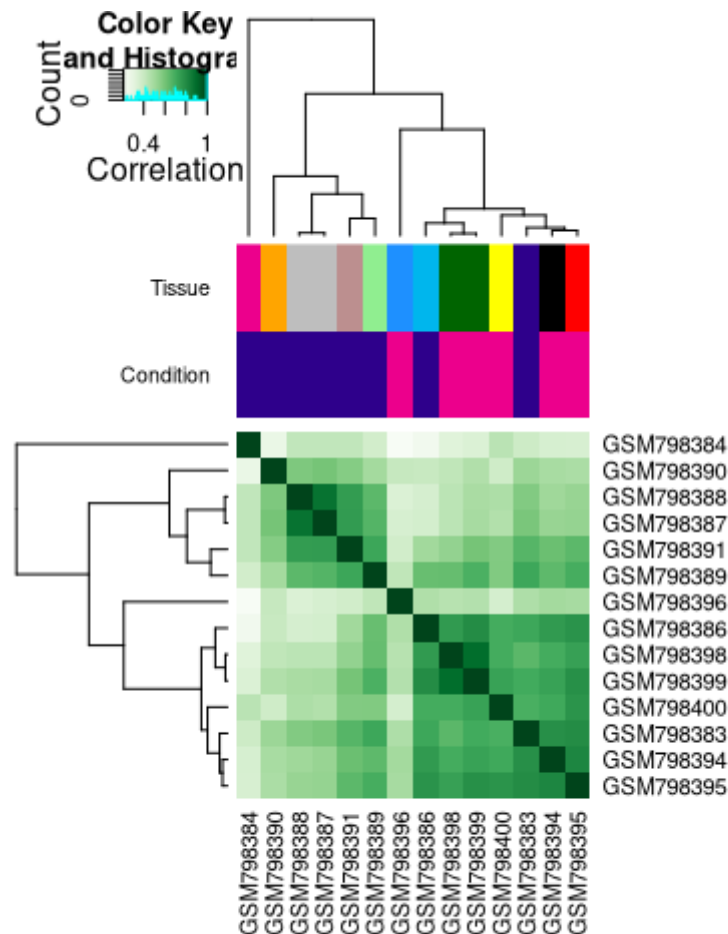 Color Key
and Histogra
Count
0
0.4
1
Correlation
Tissue
Condition
GSM798384
GSM798390
GSM798388
GSM798387
GSM798391
GSM798389
GSM798396
GSM798386
GSM798398
GSM798399
GSM798400
GSM798383
GSM798394
GSM798395
GSM798384
GSM798390
GSM798388
GSM798387
GSM798391
GSM798389
GSM798396
GSM798386
GSM798398
GSM798399
GSM798400
GSM798383
GSM798394
GSM798395